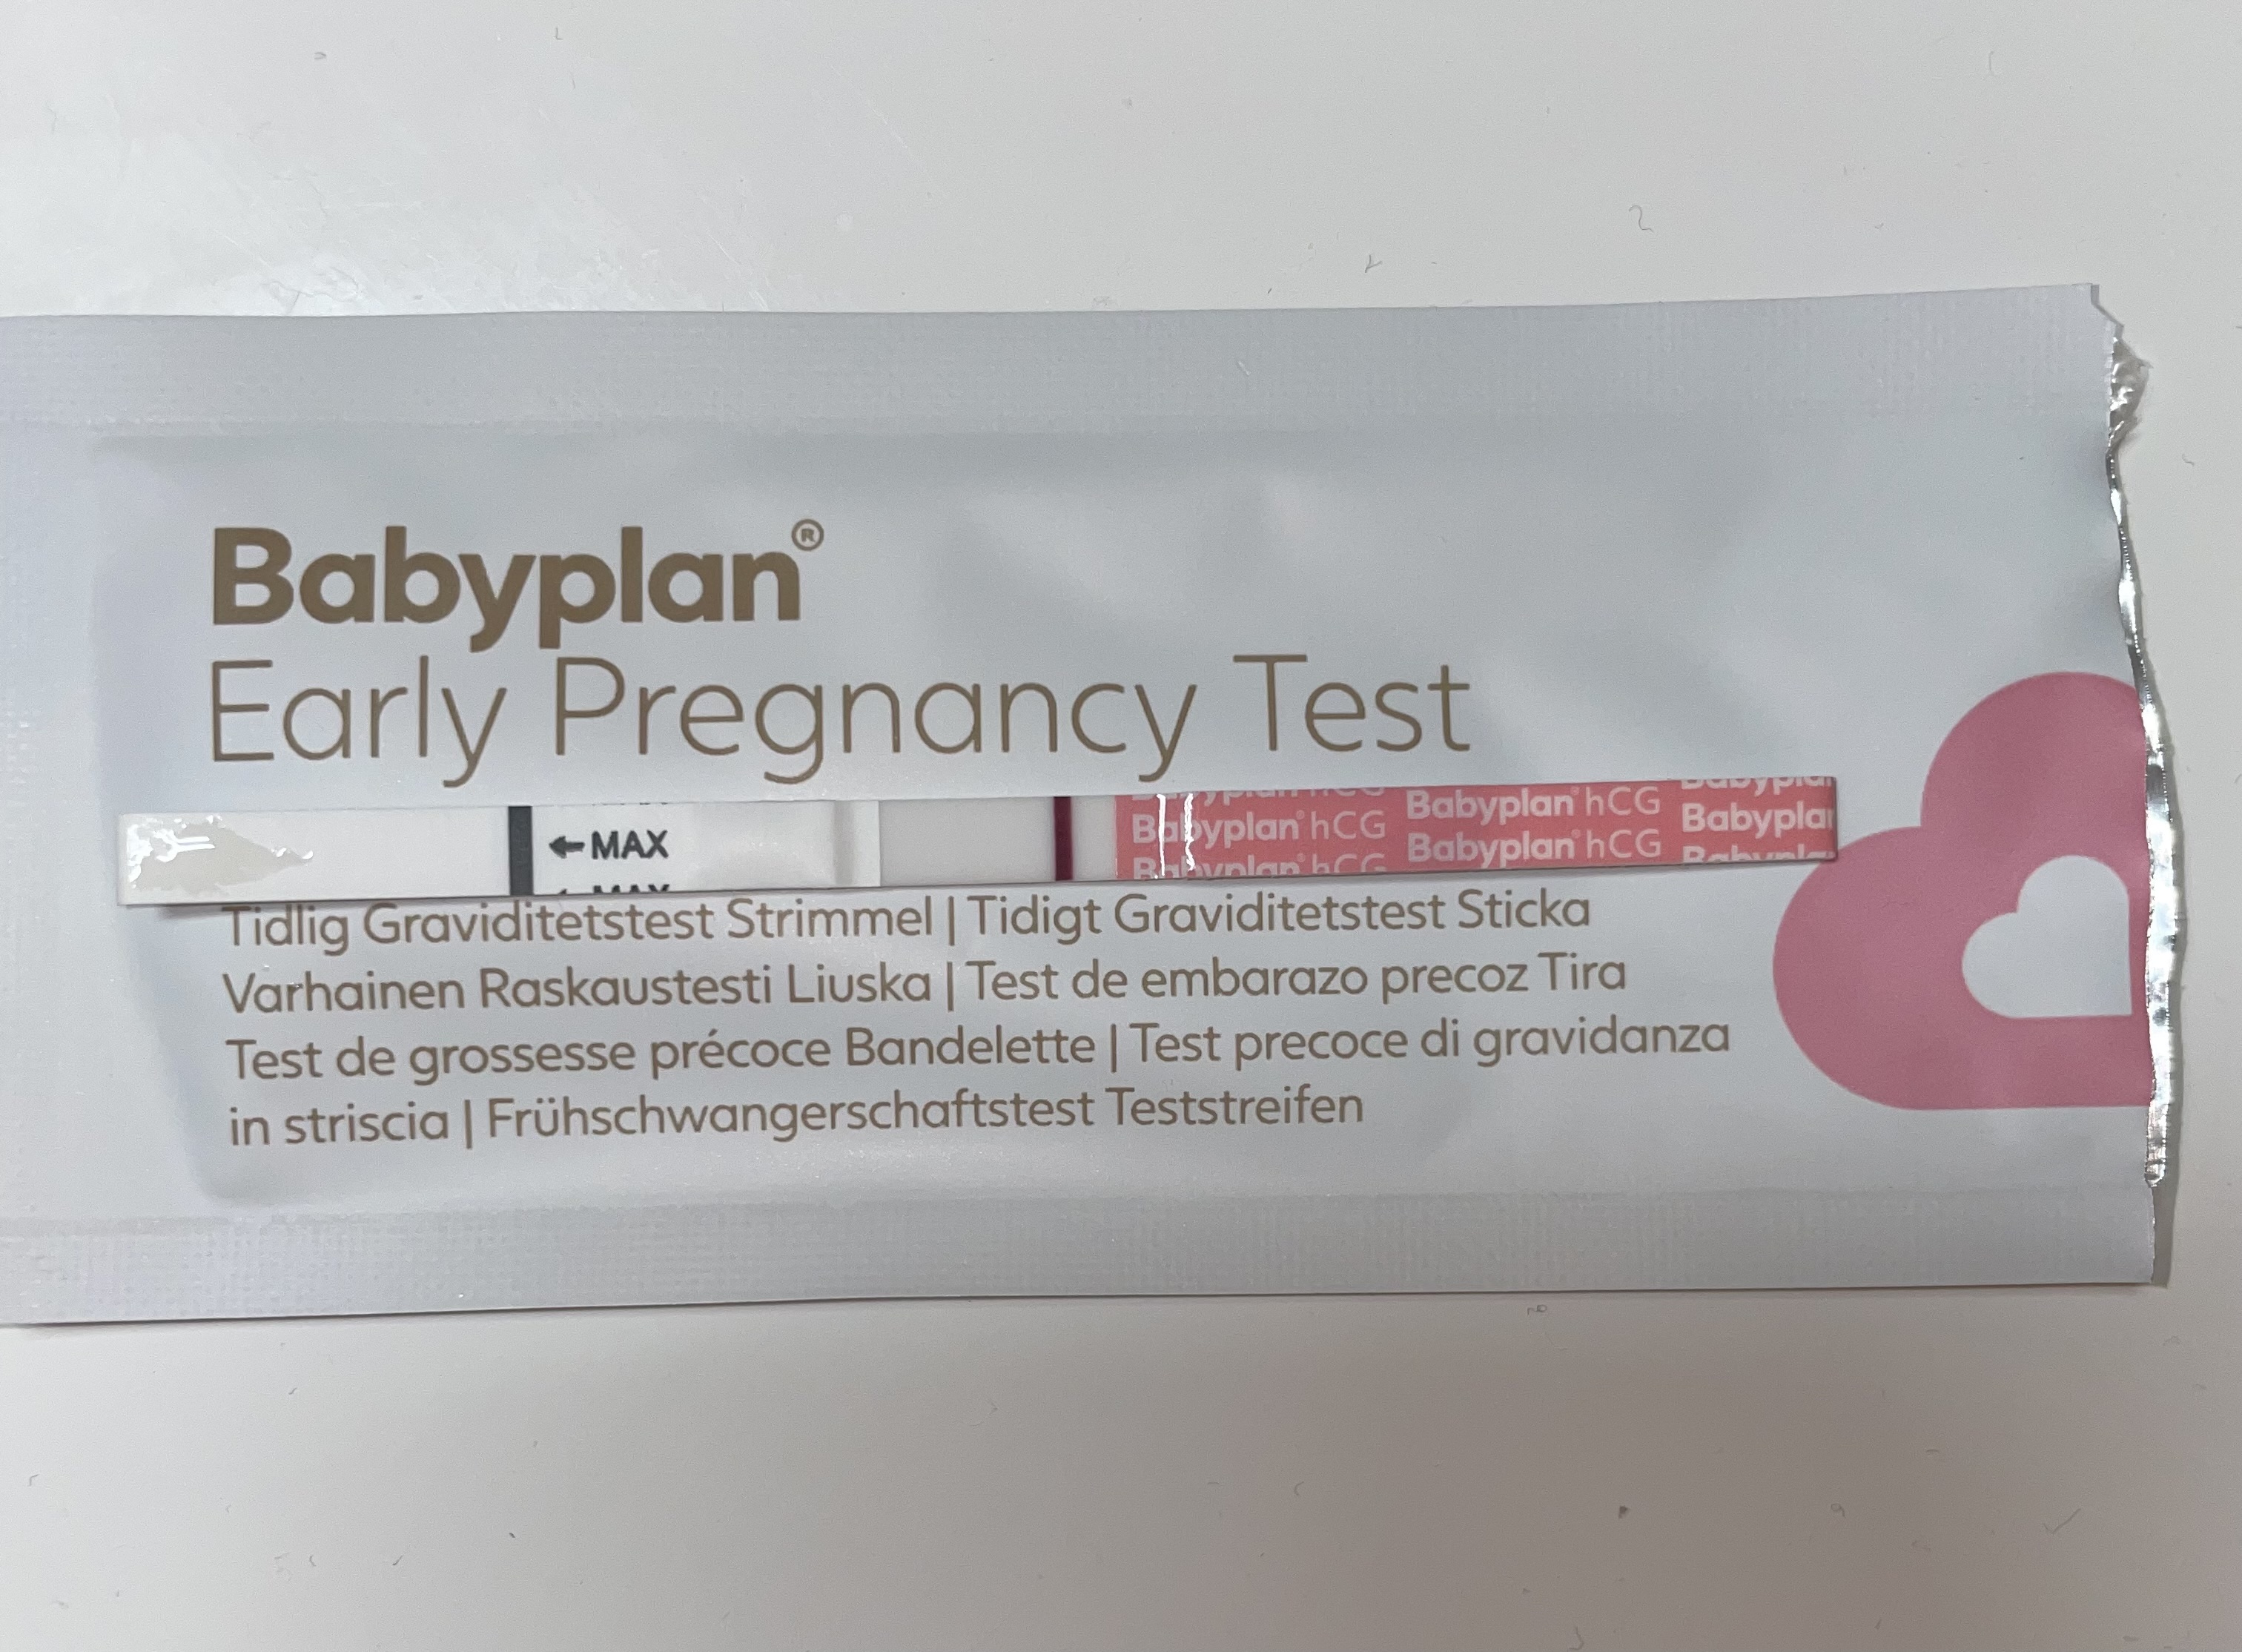 Babyplan®
Early Pregnancy Test
←MAX
Babyplan® hCG Babyplan® hCG
Babyplan® hCG
Tidlig Graviditetstest Strimmel | Tidigt Graviditetstest Sticka
Varhainen Raskaustesti Liuska | Test de embarazo precoz Tira
Test de grossesse précoce Bandelette | Test precoce di gravidanza
in striscia | Frühschwangerschaftstest Teststreifen